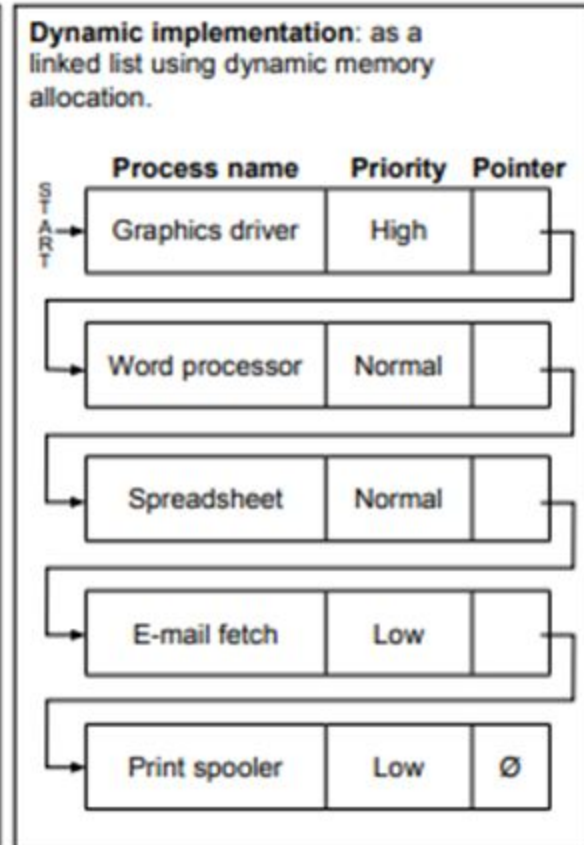 Dynamic implementation: as a
linked list using dynamic memory
allocation.
Process name Priority Pointer
START
Graphics driver High
Word processor Normal
Spreadsheet Normal
E-mail fetch Low
Print spooler Low Ø